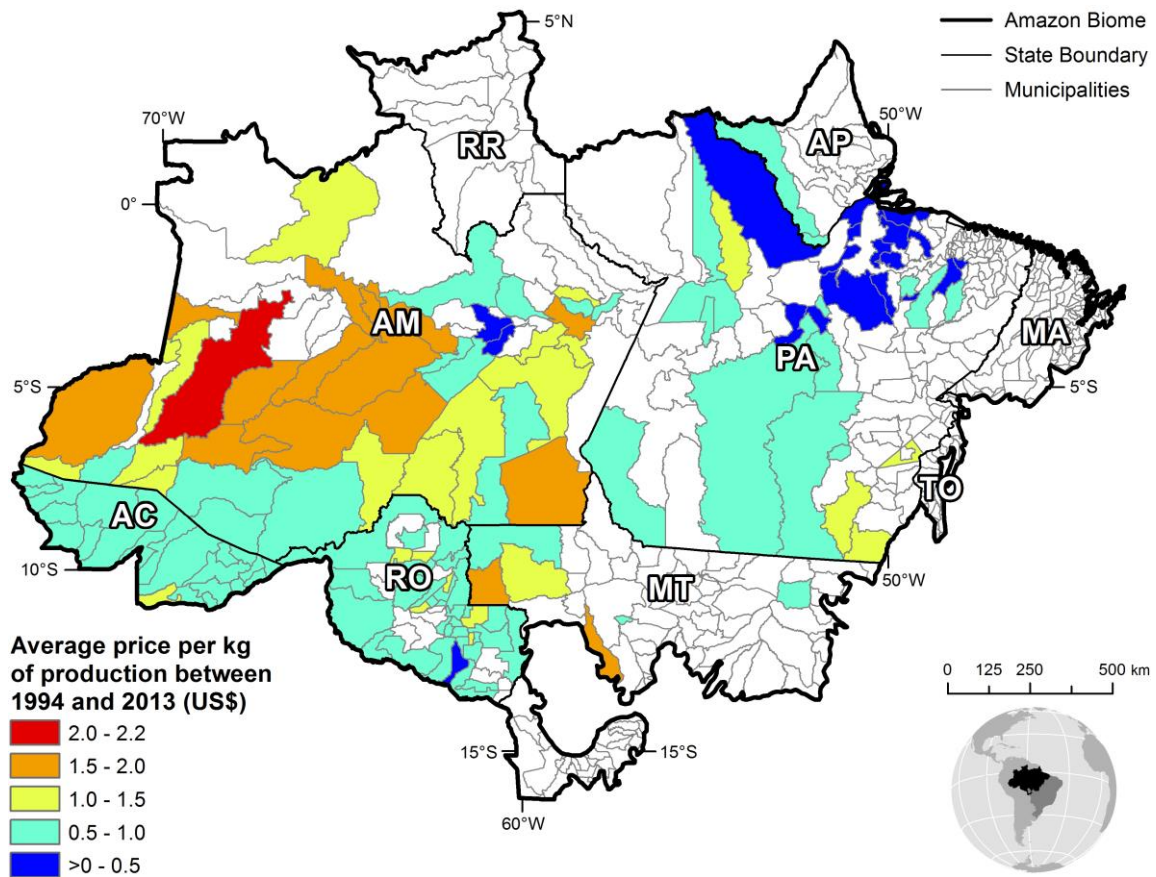 5°N
Amazon Biome
State Boundary
Municipalities
70°W
50°W
RR
AP
0°
AM
PA
MA
5°S
5°S
TO
AC
50°W
10°S
RO
MT
Average price per kg
of production between
1994 and 2013 (US$)
2.0 - 2.2
1.5 - 2.0
1.0 - 1.5
0.5 - 1.0
>0 - 0.5
0 125 250 500 km
15°S
15°S
60°W